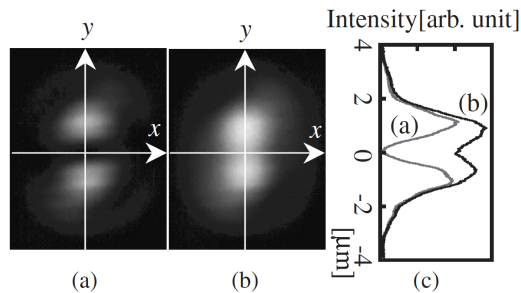 Intensity[arb. unit]
y
y
x
x
4
2
0
-2
-4
[μm]
(a)
(b)
(a)
(b)
(c)